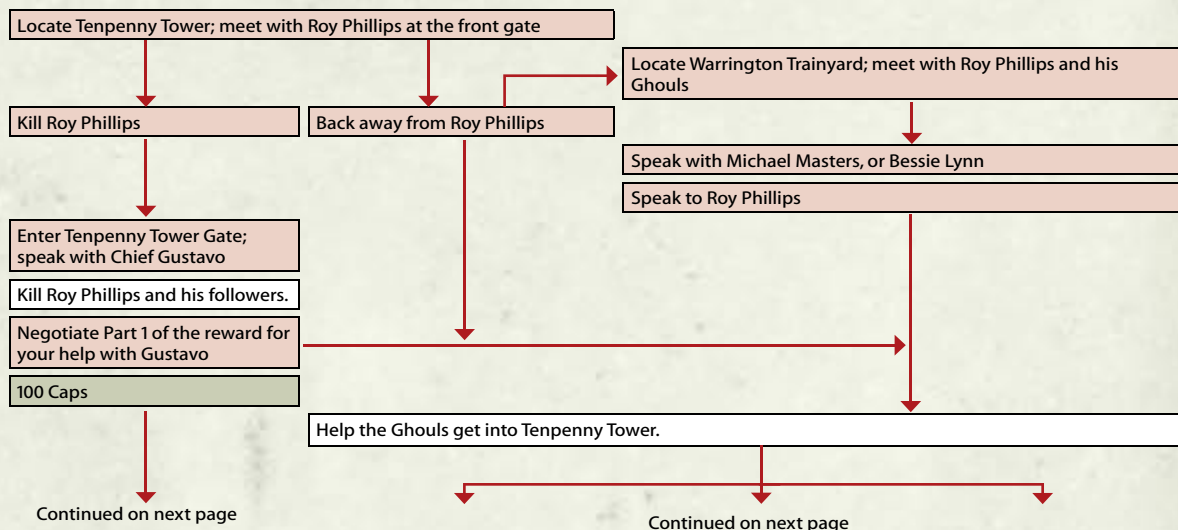 Locate Tenpenny Tower; meet with Roy Phillips at the front gate
Locate Warrington Trainyard; meet with Roy Phillips and his
Ghouls
Kill Roy Phillips
Back away from Roy Phillips
Speak with Michael Masters, or Bessie Lynn
Speak to Roy Phillips
Enter Tenpenny Tower Gate;
speak with Chief Gustavo
Kill Roy Phillips and his followers.
Negotiate Part 1 of the reward for
your help with Gustavo
100 Caps
Help the Ghouls get into Tenpenny Tower.
Continued on next page
Continued on next page